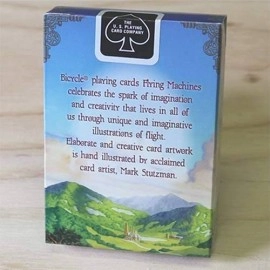 THE
U. S. PLAYING
CARD COMPANY
Bicycle® playing cards Flying Machines
celebrates the spark of imagination
and creativity that lives in all of
us through unique and imaginative
illustrations of flight.
Elaborate and creative card artwork
is hand illustrated by acclaimed
card artist, Mark Stutzman.